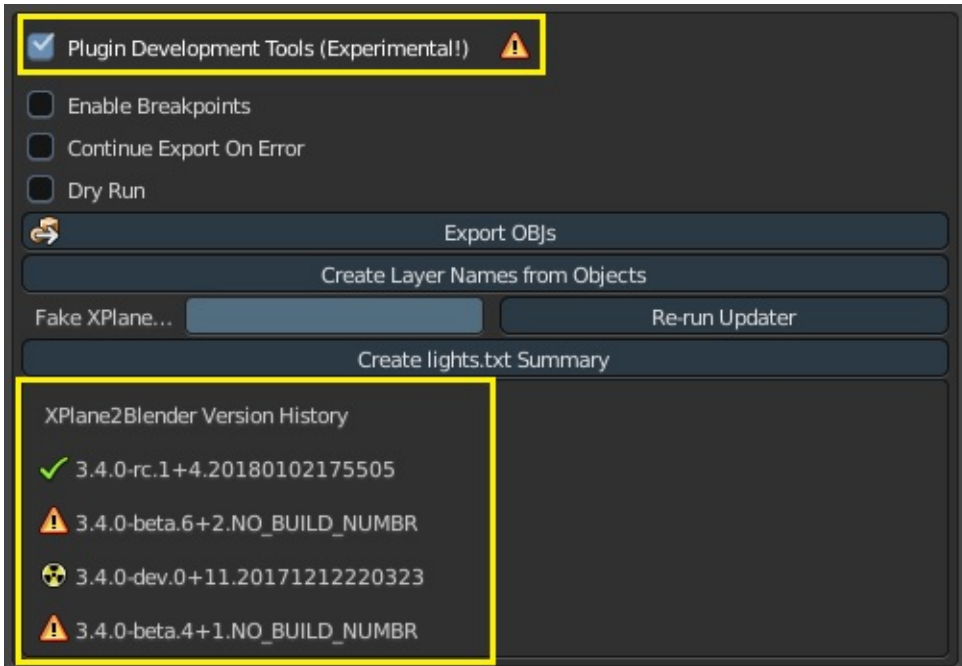 Plugin Development Tools (Experimental!)
Enable Breakpoints
Continue Export On Error
Dry Run
Export OBJs
Create Layer Names from Objects
Fake XPlane... Re-run Updater
Create lights.txt Summary
XPlane2Blender Version History
3.4.0-rc.1+4.20180102175505
3.4.0-beta.6+2.NO_BUILD_NUMBR
3.4.0-dev.0+11.20171212220323
3.4.0-beta.4+1.NO_BUILD_NUMBR